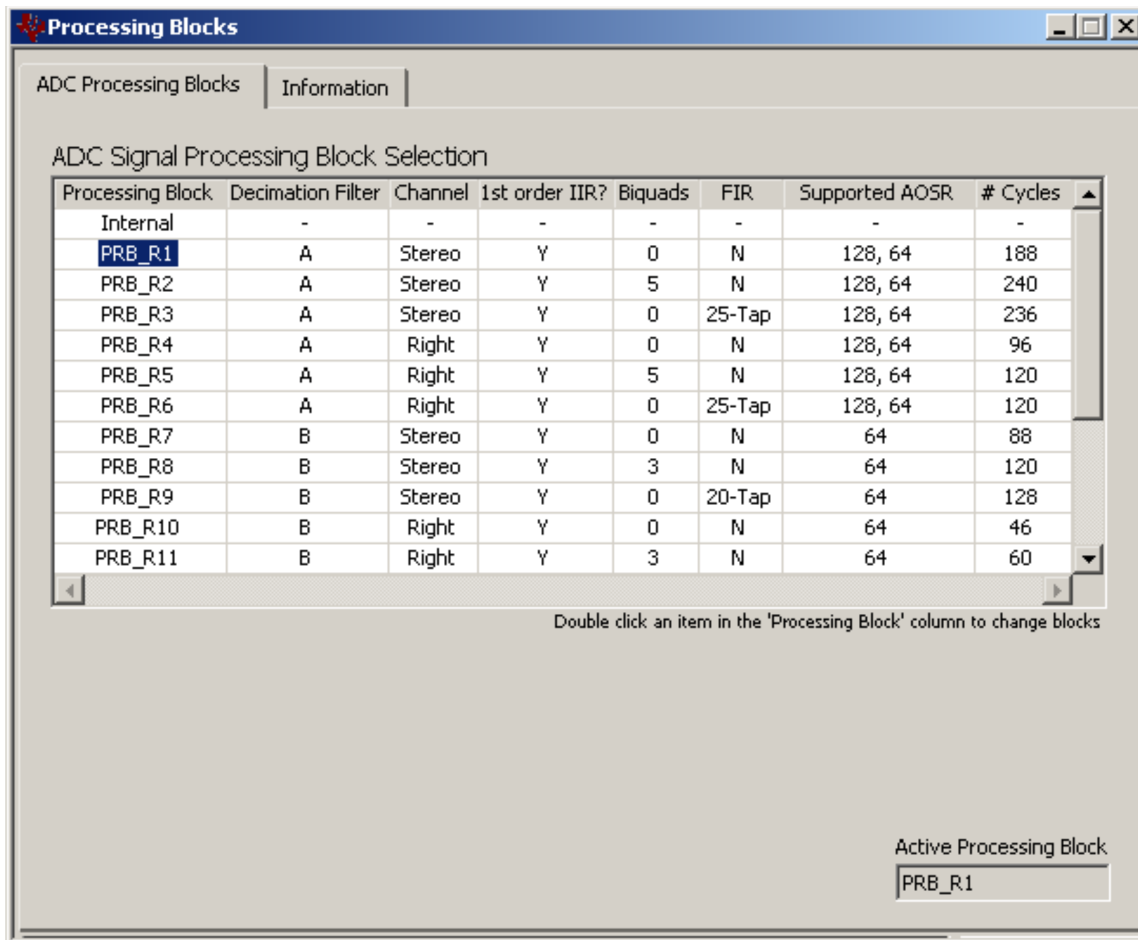 Processing Blocks
ADC Processing Blocks Information
ADC Signal Processing Block Selection
Processing Block Decimation Filter Channel 1st order IIR? Biquads FIR Supported AOSR # Cycles
Internal - - - - - - -
PRB_R1 A Stereo Y 0 N 128, 64 188
PRB_R2 A Stereo Y 5 N 128, 64 240
PRB_R3 A Stereo Y 0 25-Tap 128, 64 236
PRB_R4 A Right Y 0 N 128, 64 96
PRB_R5 A Right Y 5 N 128, 64 120
PRB_R6 A Right Y 0 25-Tap 128, 64 120
PRB_R7 B Stereo Y 0 N 64 88
PRB_R8 B Stereo Y 3 N 64 120
PRB_R9 B Stereo Y 0 20-Tap 64 128
PRB_R10 B Right Y 0 N 64 46
PRB_R11 B Right Y 3 N 64 60
Double click an item in the 'Processing Block' column to change blocks
Active Processing Block
PRB_R1